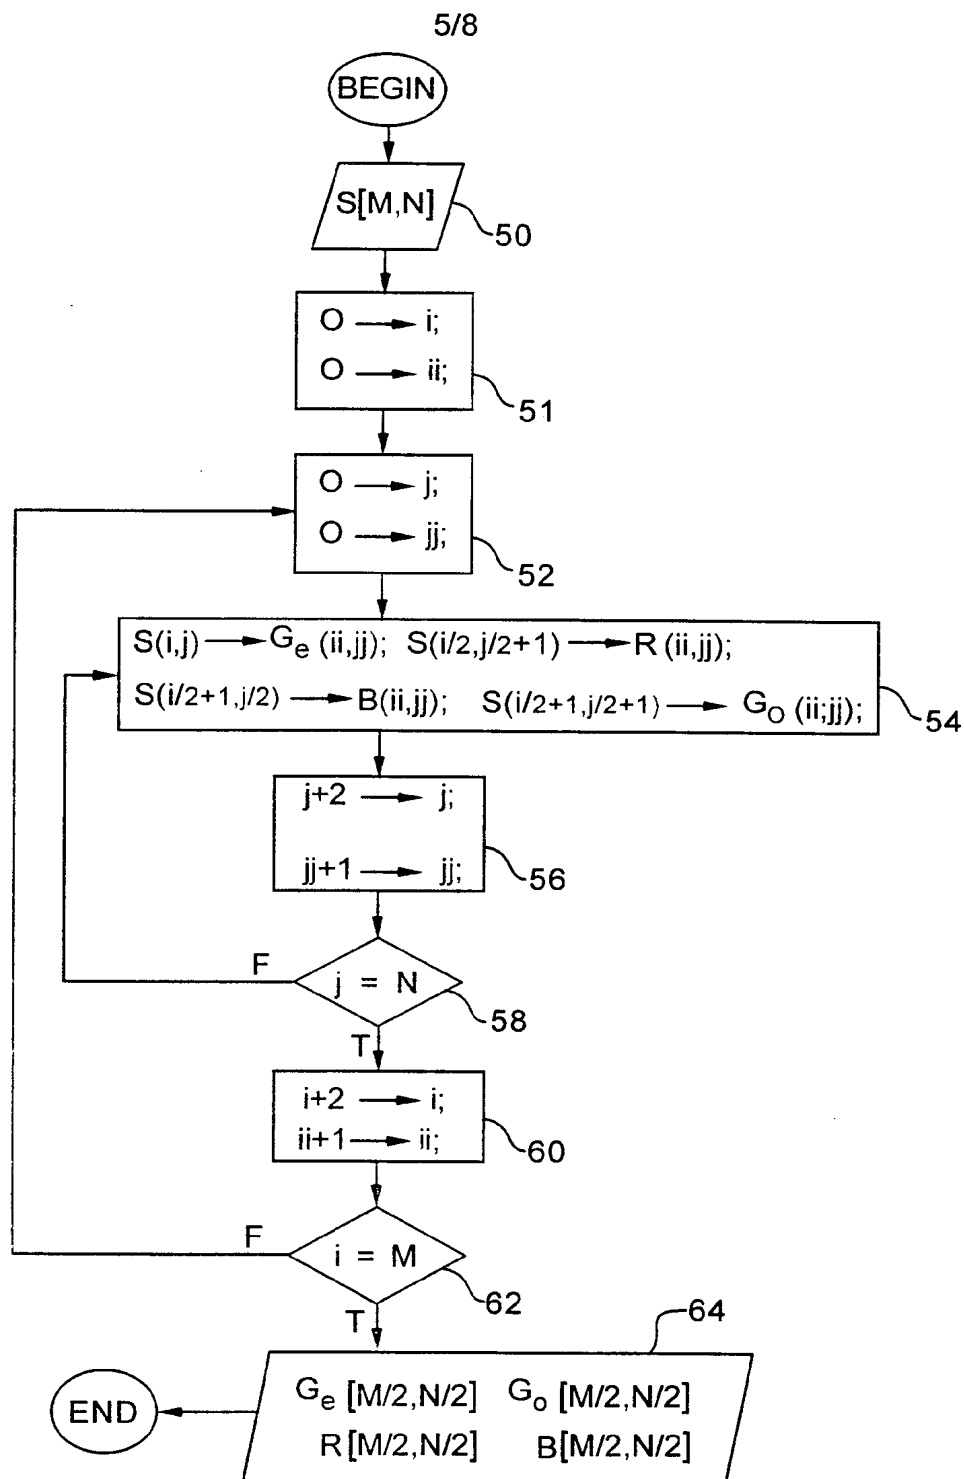 5/8
BEGIN
S[M,N]
50
O → i;
O → ii;
51
O → j;
O → jj;
52
S(i,j) → Ge (ii,jj); S(i/2,j/2+1) → R (ii,jj);
S(i/2+1,j/2) → B(ii,jj); S(i/2+1,j/2+1) → GO (ii;jj);
54
j+2 → j;
jj+1 → jj;
56
F
j = N
58
T
i+2 → i;
ii+1 → ii;
60
F
i = M
62
T
64
Ge [M/2,N/2] Go [M/2,N/2]
R[M/2,N/2] B[M/2,N/2]
END